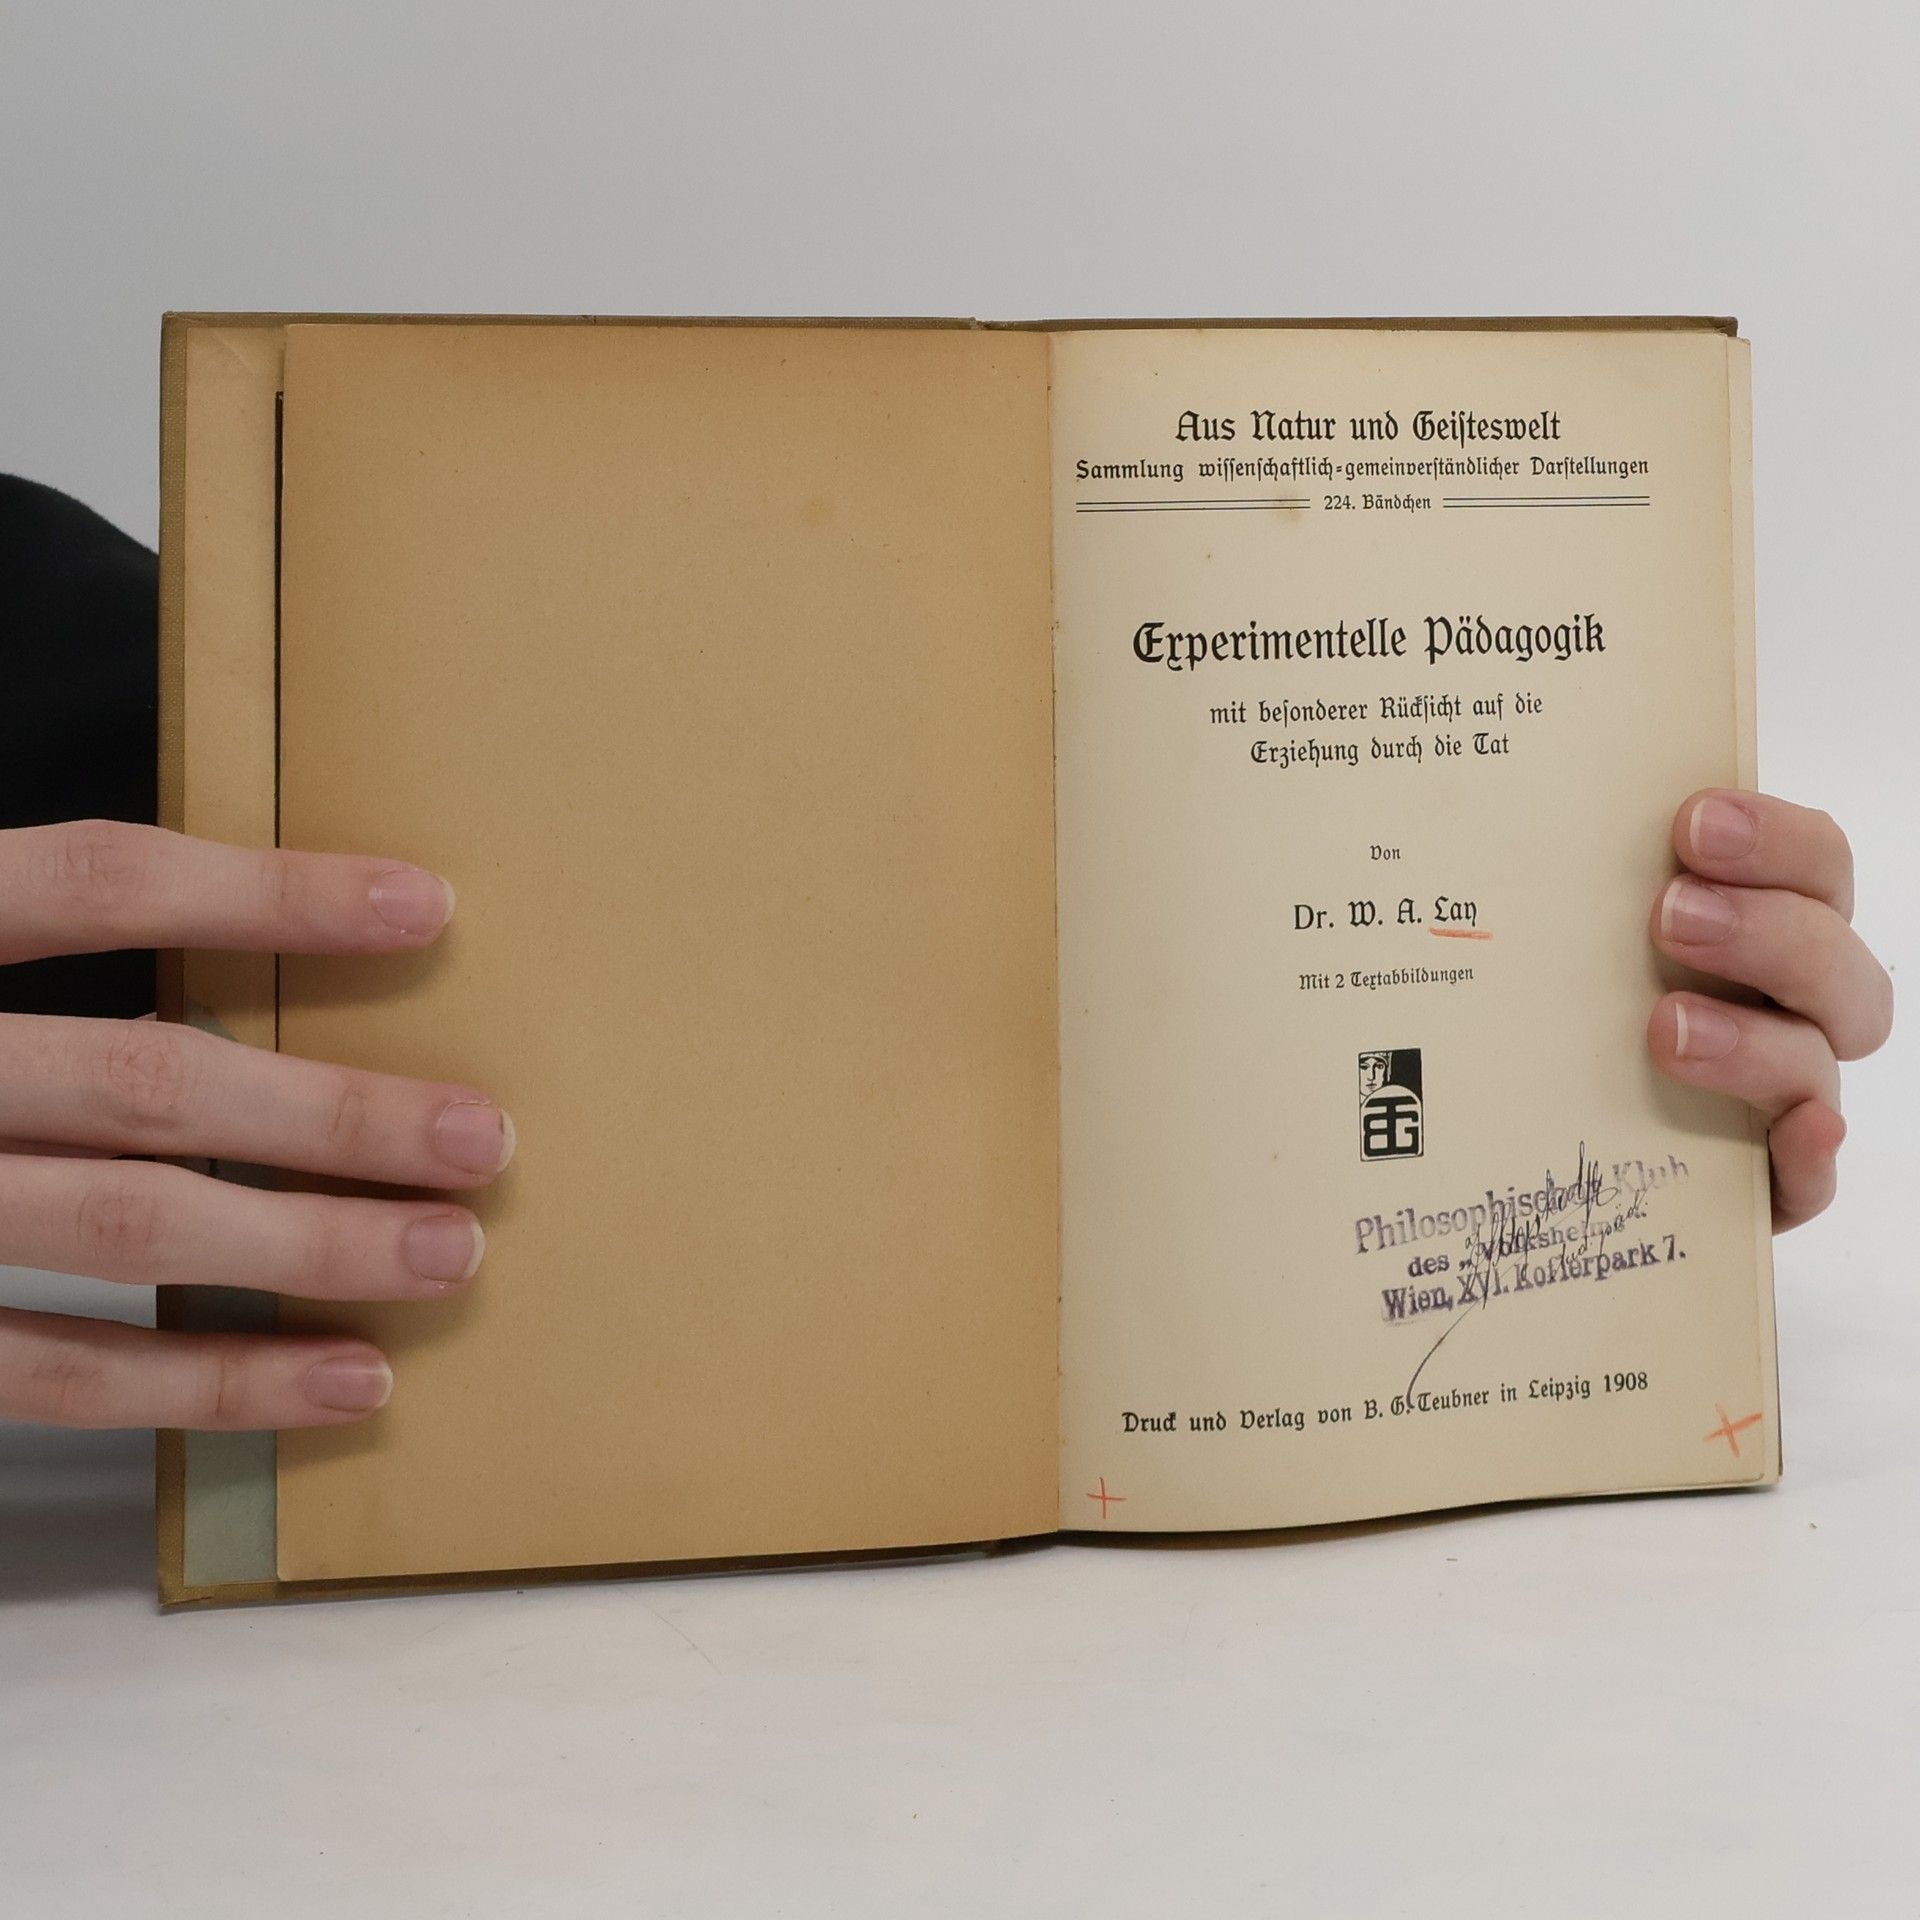 Aus Natur und Geisteswelt
Sammlung wissenschaftlich-gemeinverständlicher Darstellungen
224. Bändchen
Experimentelle Pädagogik
mit besonderer Rücksicht auf die
Erziehung durch die Tat
Von
Dr. W. A. Lay
Mit 2 Textabbildungen
BTG
Philosophischer Klub
des „Volksheim“
Wien, XVI. Koflerpark 7.
Druck und Verlag von B. G. Teubner in Leipzig 1908